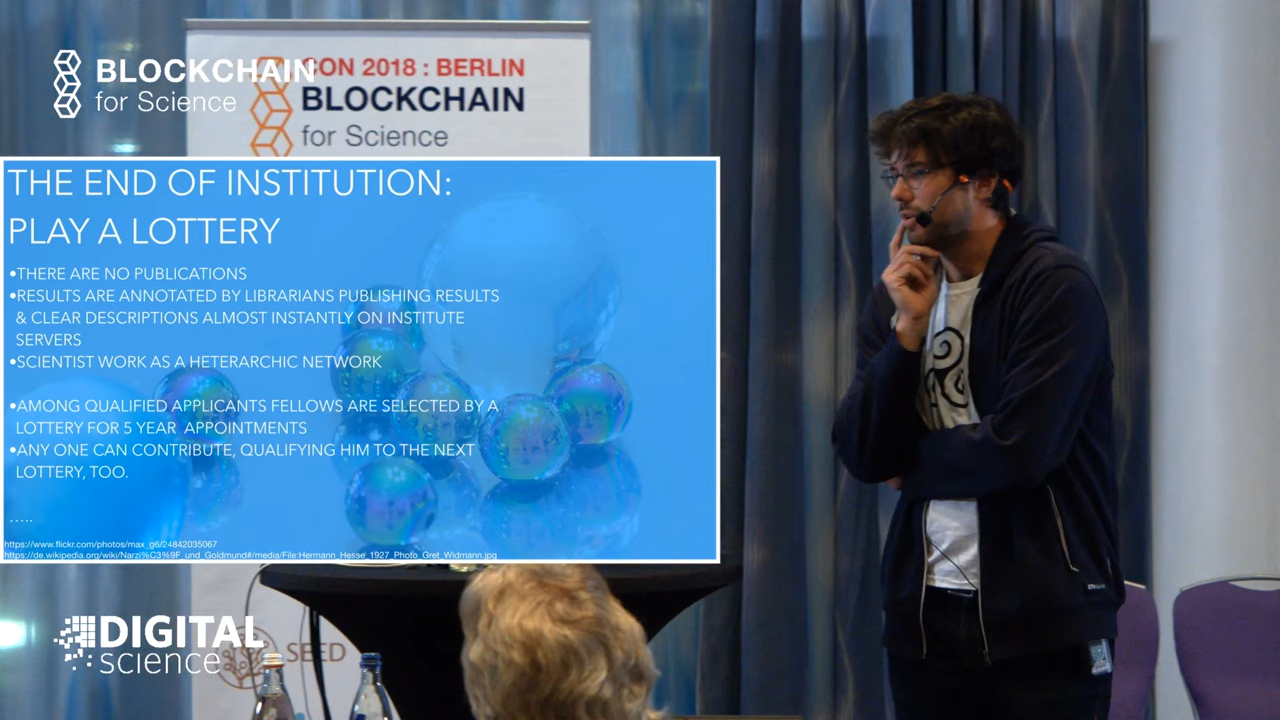 BLOCKCHAIN
for Science
CON 2018 : BERLIN
BLOCKCHAIN
for Science
THE END OF INSTITUTION:
PLAY A LOTTERY
•THERE ARE NO PUBLICATIONS
•RESULTS ARE ANNOTATED BY LIBRARIANS PUBLISHING RESULTS
& CLEAR DESCRIPTIONS ALMOST INSTANTLY ON INSTITUTE
SERVERS
•SCIENTIST WORK AS A HETERARCHIC NETWORK
•AMONG QUALIFIED APPLICANTS FELLOWS ARE SELECTED BY A
LOTTERY FOR 5 YEAR APPOINTMENTS
•ANY ONE CAN CONTRIBUTE, QUALIFYING HIM TO THE NEXT
LOTTERY, TOO.
.....
https://www.flickr.com/photos/max_g6/24842035067
https://de.wikipedia.org/wiki/Narzi%C3%9F_und_Goldmund#/media/File:Hermann_Hesse_1927_Photo_Gret_Widmann.jpg
DIGITAL
science
SEED